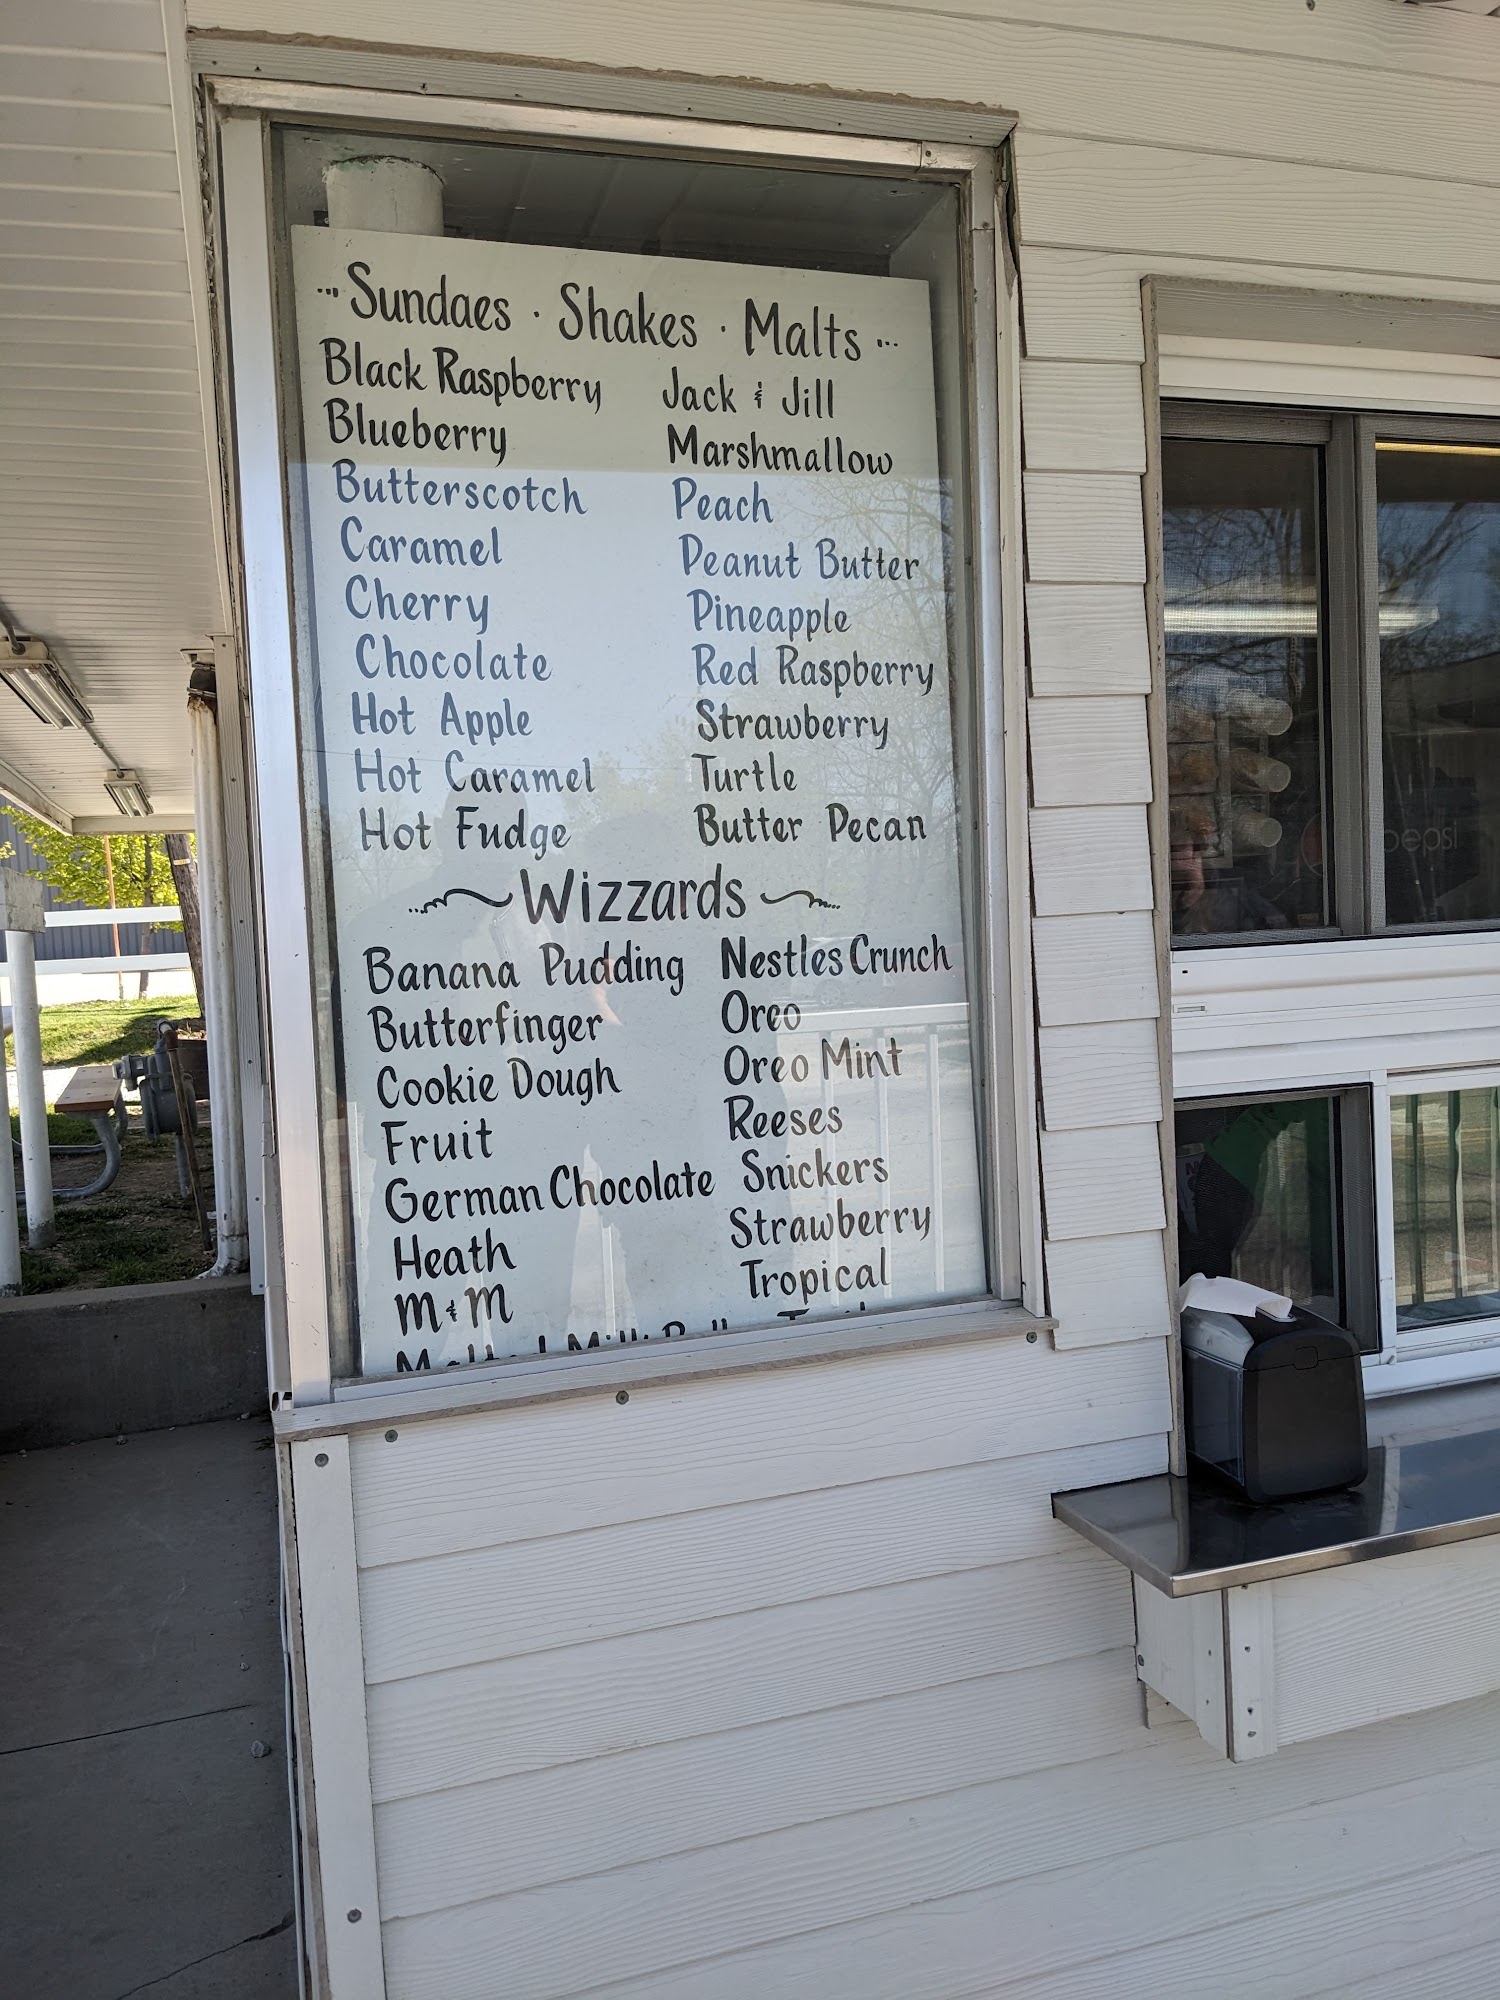 Sundaes · Shakes · Malts
Black Raspberry
Blueberry
Butterscotch
Caramel
Cherry
Chocolate
Hot Apple
Hot Caramel
Hot Fudge
Jack & Jill
Marshmallow
Peach
Peanut Butter
Pineapple
Red Raspberry
Strawberry
Turtle
Butter Pecan
Wizzards
Banana Pudding
Butterfinger
Cookie Dough
Fruit
German Chocolate
Heath
M&M
Nestles Crunch
Oreo
Oreo Mint
Reeses
Snickers
Strawberry
Tropical
pepsi